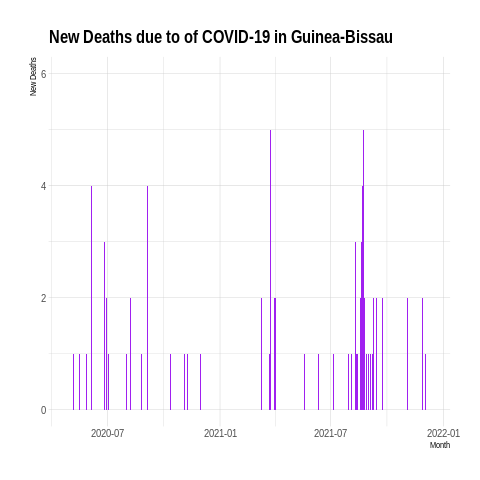 New Deaths due to of COVID-19 in Guinea-Bissau
New Deaths
6
4
2
0
2020-07
2021-01
2021-07
2022-01
Month